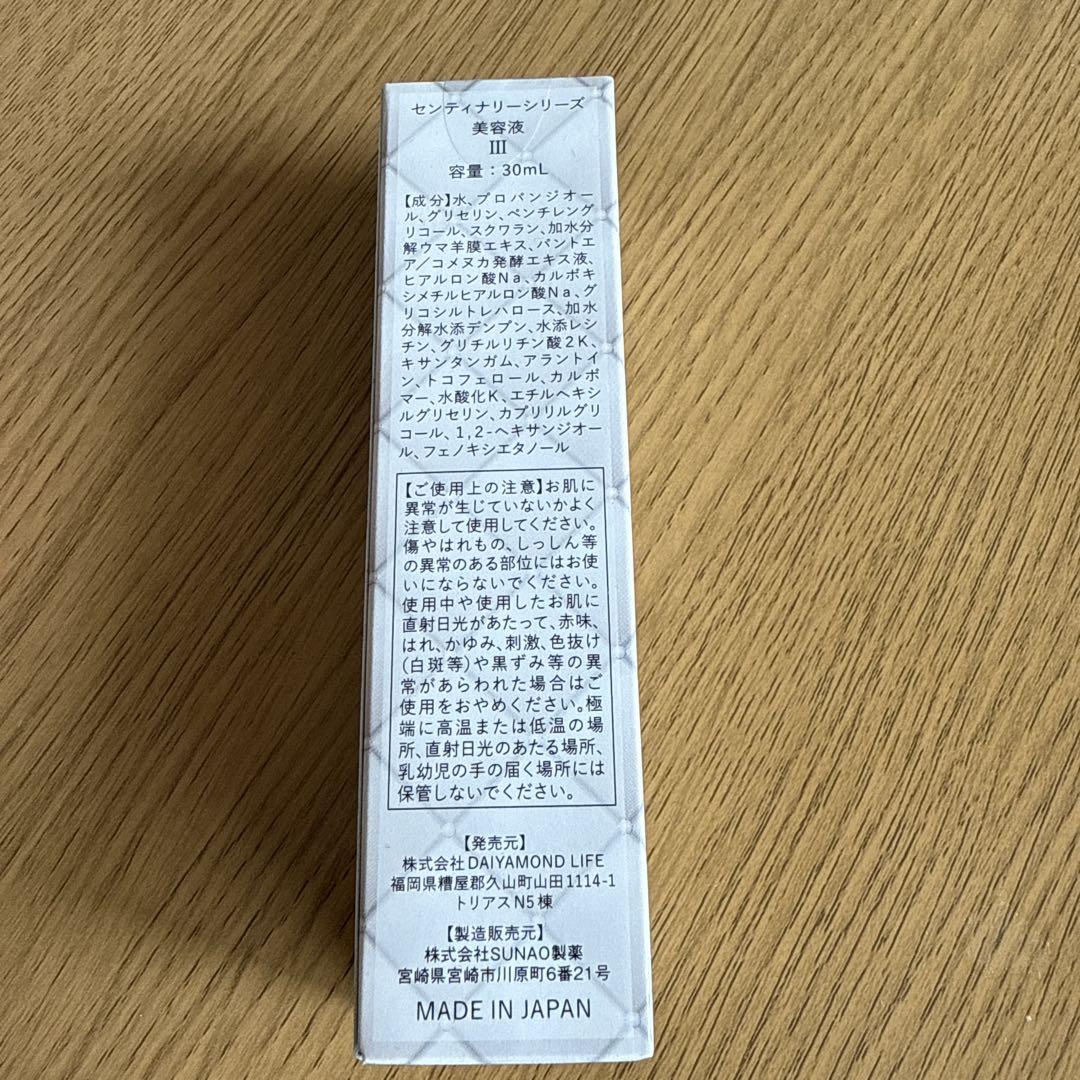 センティナリーシリーズ
美容液
III
容量：30mL
【成分】水、プロパンジオー
ル、グリセリン、ペンチレング
リコール、スクワラン、加水分
解ウマ羊膜エキス、パントエ
ア／コメヌカ発酵エキス液、
ヒアルロン酸Na、カルボキ
シメチルヒアルロン酸Na、グ
リコシルトレハロース、加水
分解水添デンプン、水添レシ
チン、グリチルリチン酸2K、
キサンタンガム、アラントイ
ン、トコフェロール、カルボ
マー、水酸化K、エチルヘキシ
ルグリセリン、カプリリルグリ
コール、1,2-ヘキサンジオー
ル、フェノキシエタノール
【ご使用上の注意】お肌に
異常が生じていないかよく
注意して使用してください。
傷やはれもの、しっしん等
の異常のある部位にはお使
いにならないでください。
使用中や使用したお肌に
直射日光があたって、赤味、
はれ、かゆみ、刺激、色抜け
(白斑等)や黒ずみ等の異
常があらわれた場合はご
使用をおやめください。極
端に高温または低温の場
所、直射日光のあたる場所、
乳幼児の手の届く場所には
保管しないでください。
【発売元】
株式会社DAIYAMOND LIFE
福岡県糟屋郡久山町山田1114-1
トリアスN5棟
【製造販売元】
株式会社SUNAO製薬
宮崎県宮崎市川原町6番21号
MADE IN JAPAN